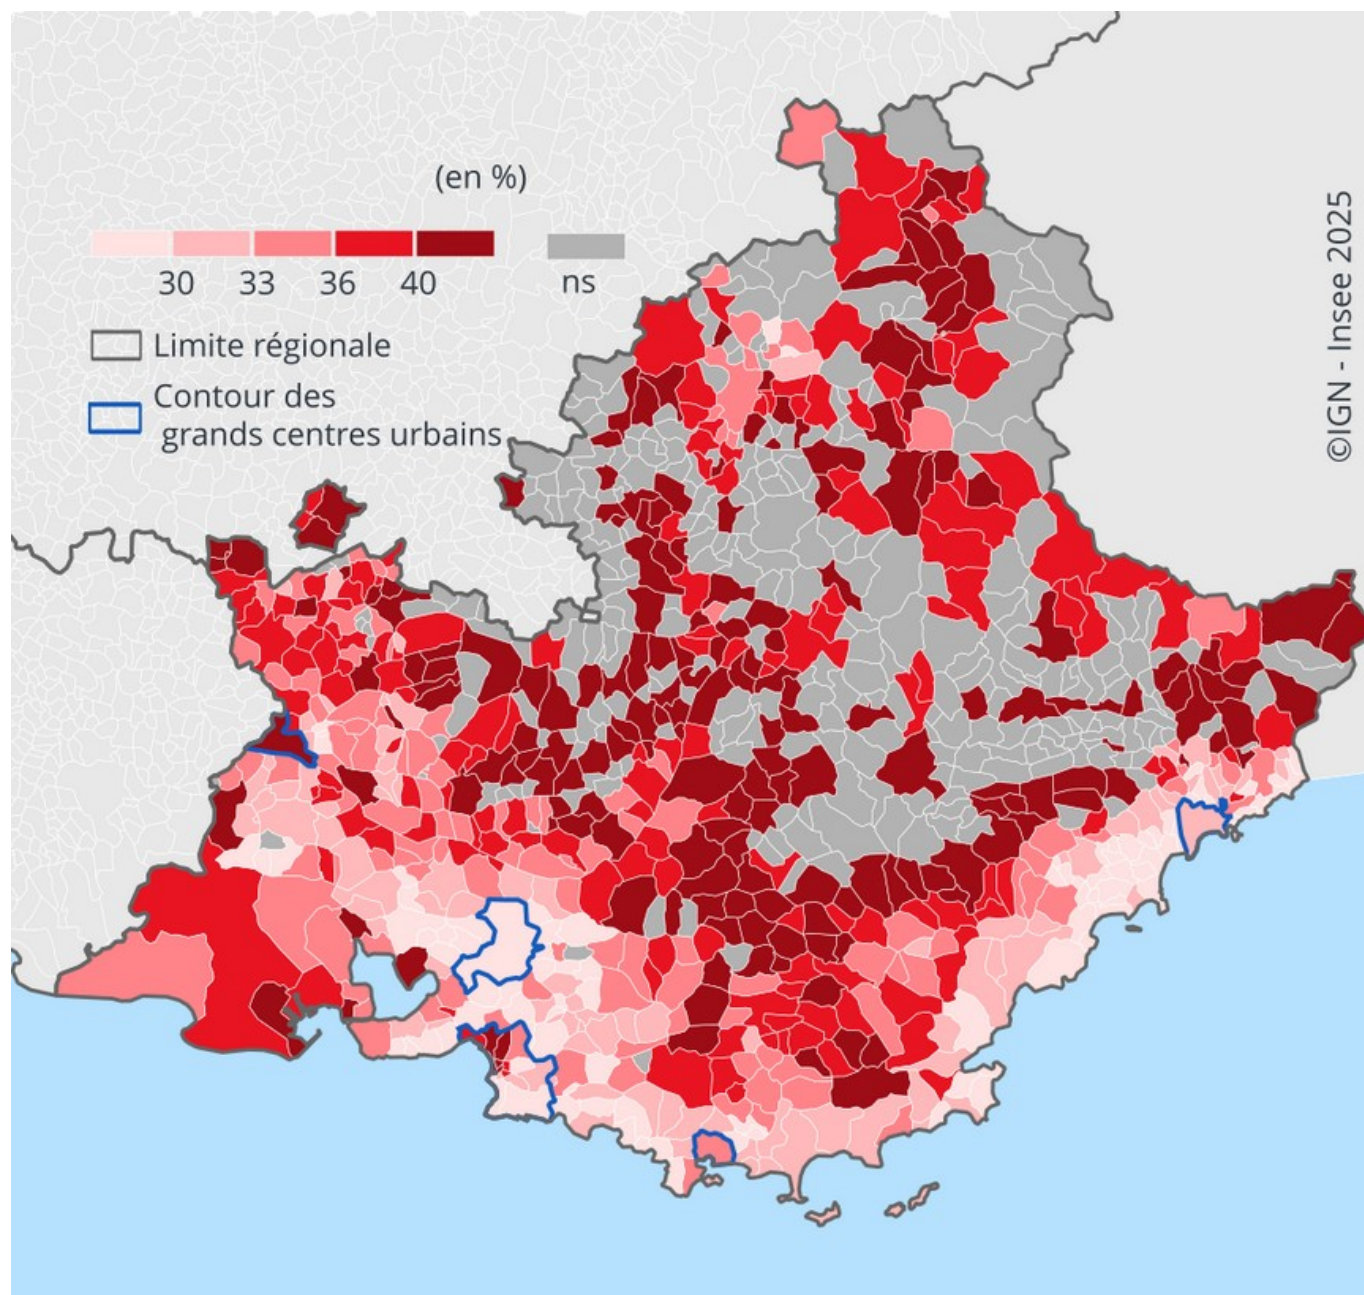 (en %)
30 33 36 40 ns
Limite régionale
Contour des
grands centres urbains
©IGN - Insee 2025